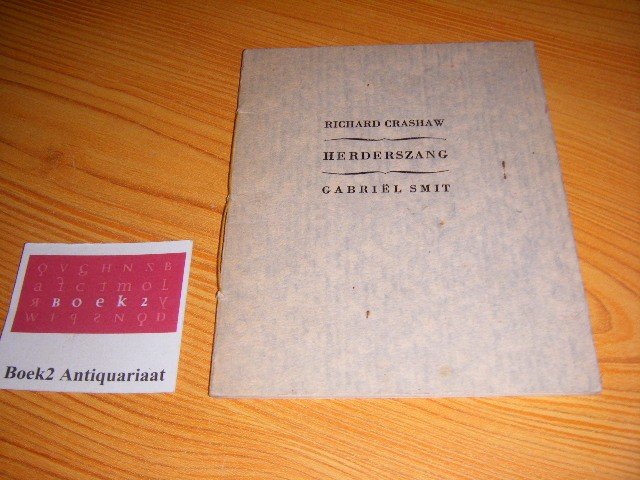 RICHARD CRASHAW
HERDERSZANG
GABRIËL SMIT
BOEK2
Boek2 Antiquariaat